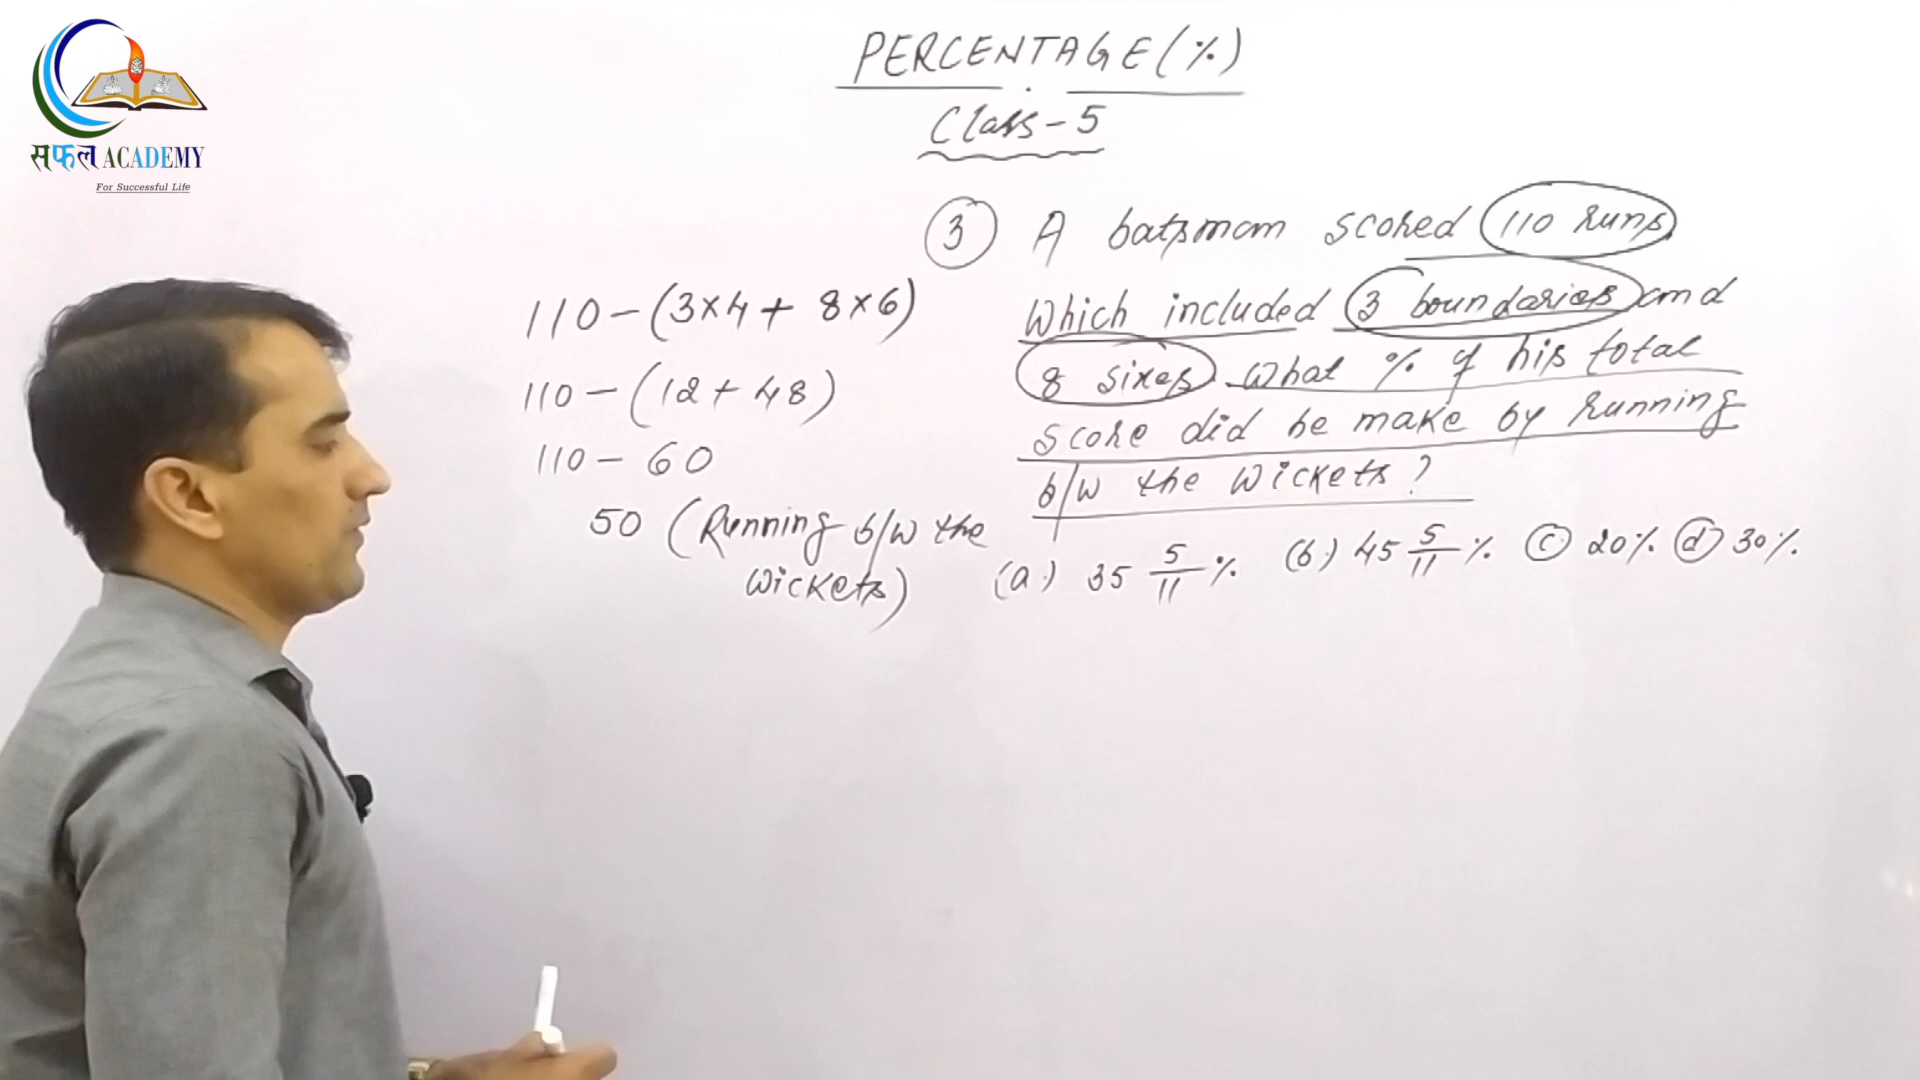 सफल ACADEMY
For Successful Life
PERCENTAGE (%)
Class - 5
③ A batsman scored 110 runs
Which included 3 boundaries and
8 sixes. What % of his total
score did he make by running
b/w the wickets?
(a.) 35 5/11 % (b.) 45 5/11 % ⓒ 20% ⓓ 30%.
110 - (3×4 + 8×6)
110 - (12 + 48)
110 - 60
50 (Running b/w the
wickets)